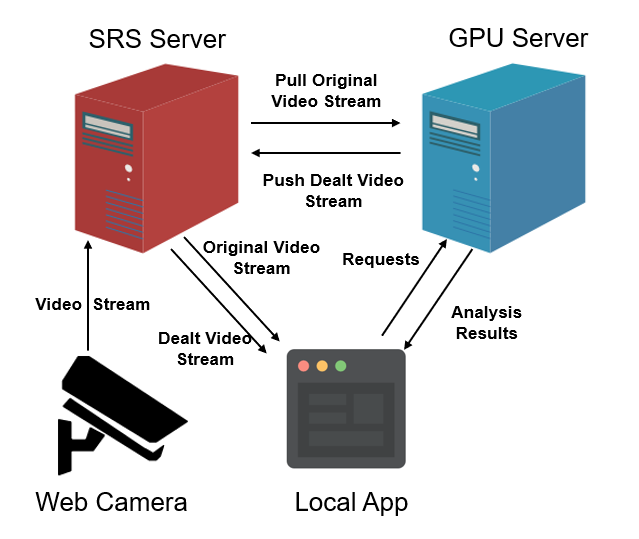 SRS Server
GPU Server
Pull Original
Video Stream
Push Dealt Video
Stream
Original Video
Stream
Requests
Video Stream
Analysis
Results
Dealt Video
Stream
Web Camera
Local App